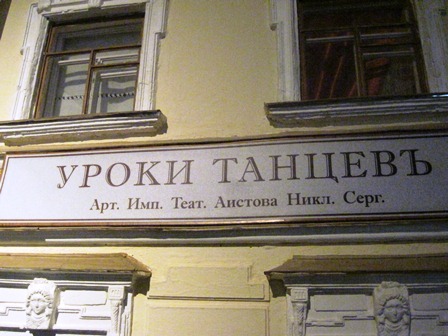 УРОКИ ТАНЦЕВЪ
Арт. Имп. Теат. Аистова Никл. Серг.